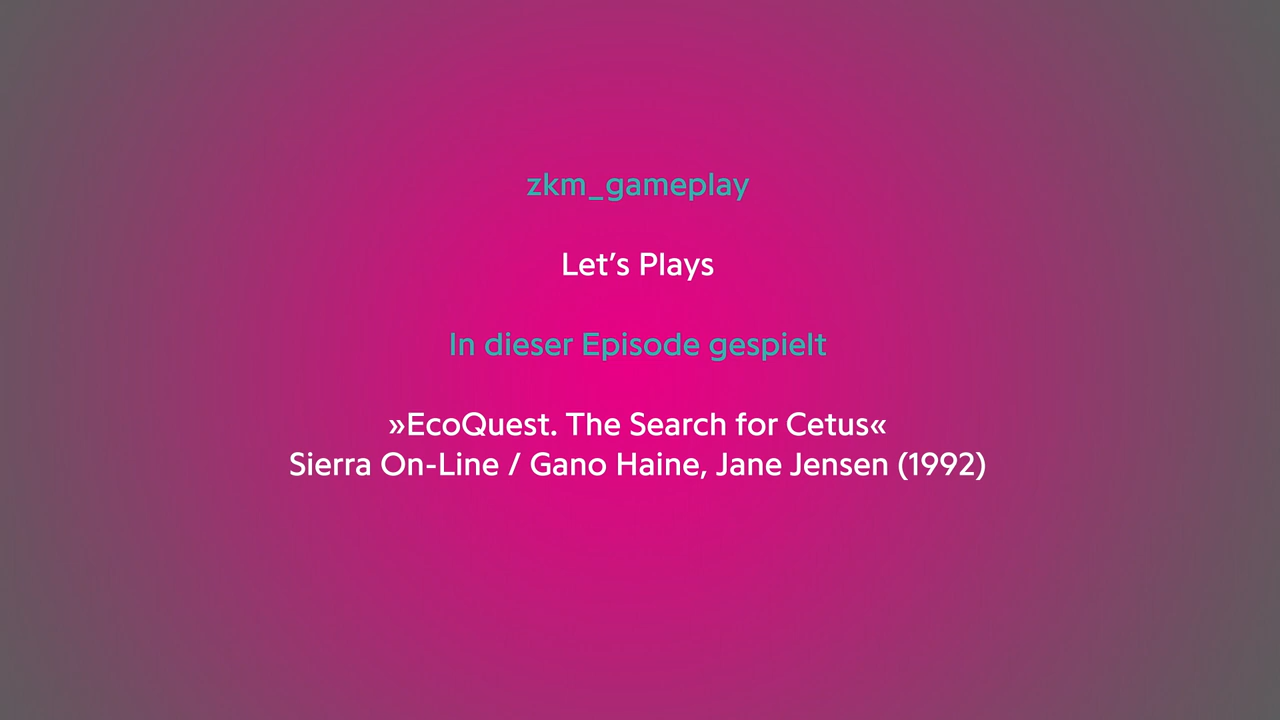 zkm_gameplay
Let’s Plays
In dieser Episode gespielt
»EcoQuest. The Search for Cetus«
Sierra On-Line / Gano Haine, Jane Jensen (1992)